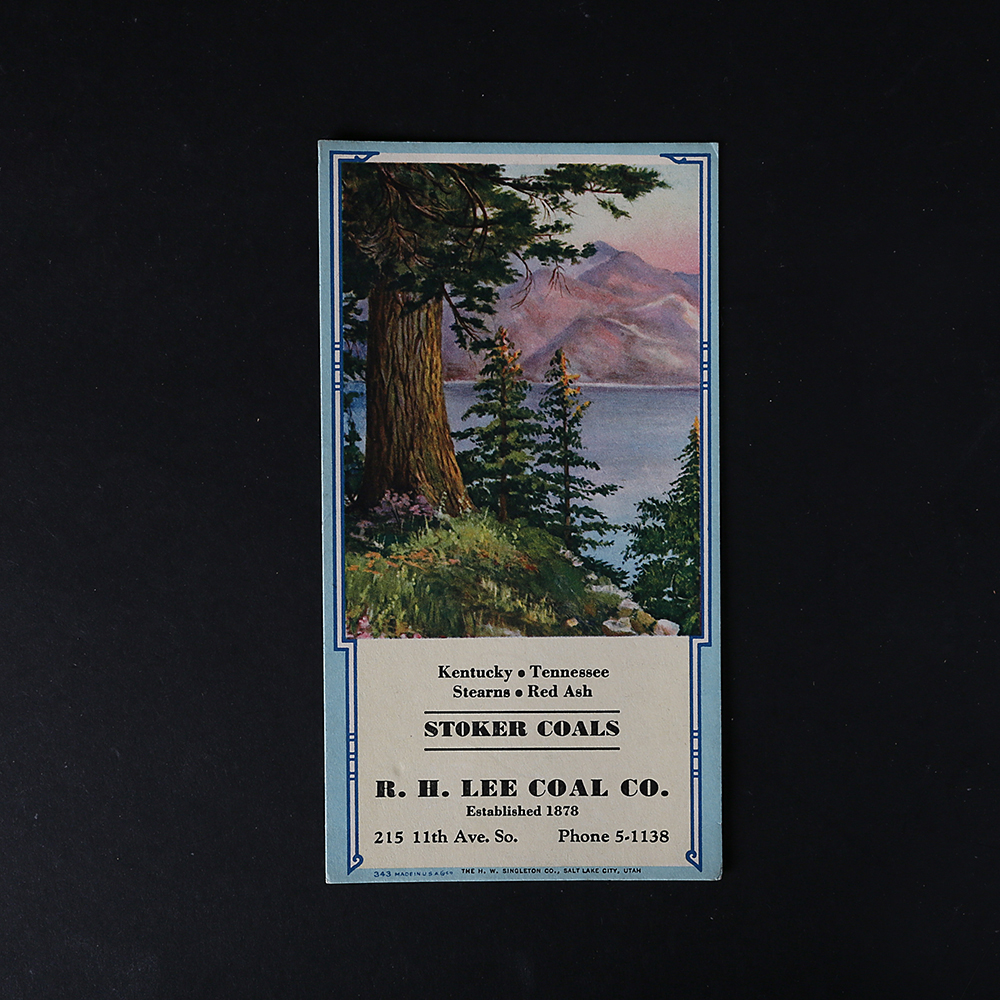 Kentucky • Tennessee
Stearns • Red Ash
STOKER COALS
R. H. LEE COAL CO.
Established 1878
215 11th Ave. So. Phone 5-1138
343 MADE IN U S A THE H. W. SINGLETON CO., SALT LAKE CITY, UTAH